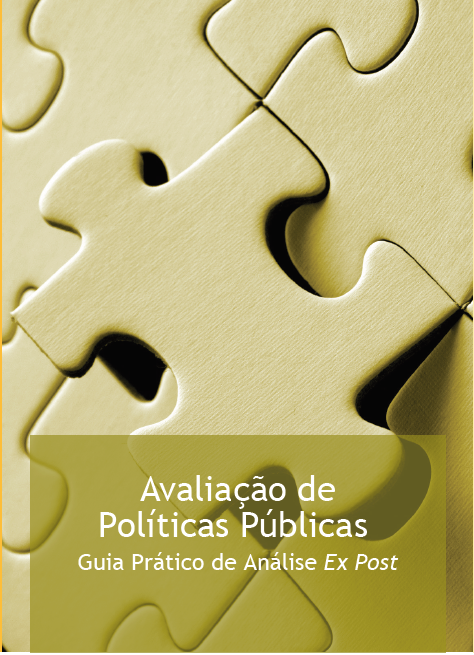 Avaliação de
Políticas Públicas
Guia Prático de Análise Ex Post